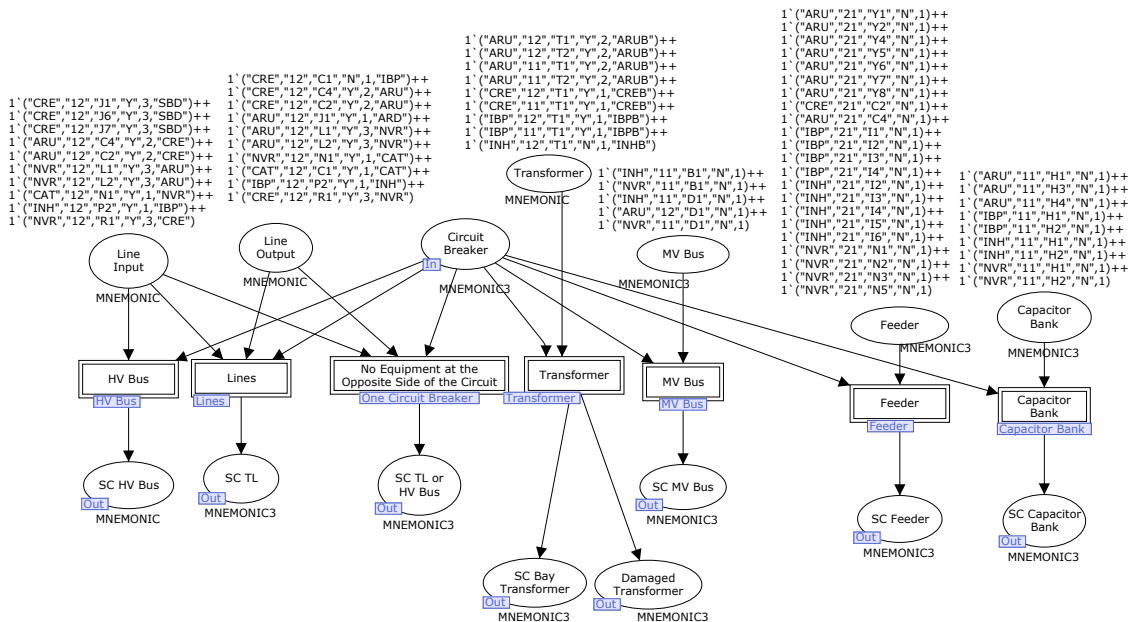 1`("CRE","12","J1","Y",3,"SBD")++
1`("CRE","12","J6","Y",3,"SBD")++
1`("CRE","12","J7","Y",3,"SBD")++
1`("ARU","12","C4","Y",2,"CRE")++
1`("ARU","12","C2","Y",2,"CRE")++
1`("NVR","12","L1","Y",3,"ARU")++
1`("NVR","12","L2","Y",3,"ARU")++
1`("CAT","12","N1","Y",1,"NVR")++
1`("INH","12","P2","Y",1,"IBP")++
1`("NVR","12","R1","Y",3,"CRE")
1`("CRE","12","C1","N",1,"IBP")++
1`("CRE","12","C4","Y",2,"ARU")++
1`("CRE","12","C2","Y",2,"ARU")++
1`("ARU","12","J1","Y",1,"ARD")++
1`("ARU","12","L1","Y",3,"NVR")++
1`("ARU","12","L2","Y",3,"NVR")++
1`("NVR","12","N1","Y",1,"CAT")++
1`("CAT","12","C1","Y",1,"CAT")++
1`("IBP","12","P2","Y",1,"INH")++
1`("CRE","12","R1","Y",3,"NVR")
1`("ARU","12","T1","Y",2,"ARUB")++
1`("ARU","12","T2","Y",2,"ARUB")++
1`("ARU","11","T1","Y",2,"ARUB")++
1`("ARU","11","T2","Y",2,"ARUB")++
1`("CRE","12","T1","Y",1,"CREB")++
1`("CRE","11","T1","Y",1,"CREB")++
1`("IBP","12","T1","Y",1,"IBPB")++
1`("IBP","11","T1","Y",1,"IBPB")++
1`("INH","12","T1","N",1,"INHB")
1`("INH","11","B1","N",1)++
1`("NVR","11","B1","N",1)++
1`("INH","11","D1","N",1)++
1`("ARU","12","D1","N",1)++
1`("NVR","11","D1","N",1)
1`("ARU","21","Y1","N",1)++
1`("ARU","21","Y2","N",1)++
1`("ARU","21","Y4","N",1)++
1`("ARU","21","Y5","N",1)++
1`("ARU","21","Y6","N",1)++
1`("ARU","21","Y7","N",1)++
1`("ARU","21","Y8","N",1)++
1`("CRE","21","C2","N",1)++
1`("ARU","21","C4","N",1)++
1`("IBP","21","I1","N",1)++
1`("IBP","21","I2","N",1)++
1`("IBP","21","I3","N",1)++
1`("IBP","21","I4","N",1)++
1`("INH","21","I2","N",1)++
1`("INH","21","I3","N",1)++
1`("INH","21","I4","N",1)++
1`("INH","21","I5","N",1)++
1`("INH","21","I6","N",1)++
1`("NVR","21","N1","N",1)++
1`("NVR","21","N2","N",1)++
1`("NVR","21","N3","N",1)++
1`("NVR","21","N5","N",1)
1`("ARU","11","H1","N",1)++
1`("ARU","11","H3","N",1)++
1`("ARU","11","H4","N",1)++
1`("IBP","11","H1","N",1)++
1`("IBP","11","H2","N",1)++
1`("INH","11","H1","N",1)++
1`("INH","11","H2","N",1)++
1`("NVR","11","H1","N",1)++
1`("NVR","11","H2","N",1)
Line
Input
MNEMONIC
Line
Output
MNEMONIC
Circuit
Breaker
In
MNEMONIC3
Transformer
MNEMONIC
MV Bus
MNEMONIC3
Feeder
MNEMONIC3
Capacitor
Bank
MNEMONIC3
HV Bus
HV Bus
Lines
Lines
No Equipment at the
Opposite Side of the Circuit
One Circuit Breaker
Transformer
Transformer
MV Bus
MV Bus
Feeder
Feeder
Capacitor
Bank
Capacitor Bank
SC HV Bus
Out
MNEMONIC
SC TL
Out
MNEMONIC3
SC TL or
HV Bus
Out
MNEMONIC3
SC MV Bus
Out
MNEMONIC3
SC Feeder
Out
MNEMONIC3
SC Capacitor
Bank
Out
MNEMONIC3
SC Bay
Transformer
Out
MNEMONIC3
Damaged
Transformer
Out
MNEMONIC3